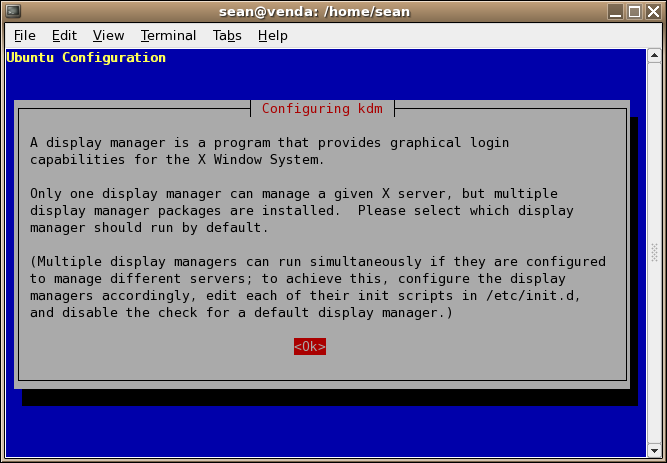 sean@venda: /home/sean
File Edit View Terminal Tabs Help
Ubuntu Configuration
Configuring kdm
A display manager is a program that provides graphical login
capabilities for the X Window System.
Only one display manager can manage a given X server, but multiple
display manager packages are installed.  Please select which display
manager should run by default.
(Multiple display managers can run simultaneously if they are configured
to manage different servers; to achieve this, configure the display
managers accordingly, edit each of their init scripts in /etc/init.d,
and disable the check for a default display manager.)
<Ok>